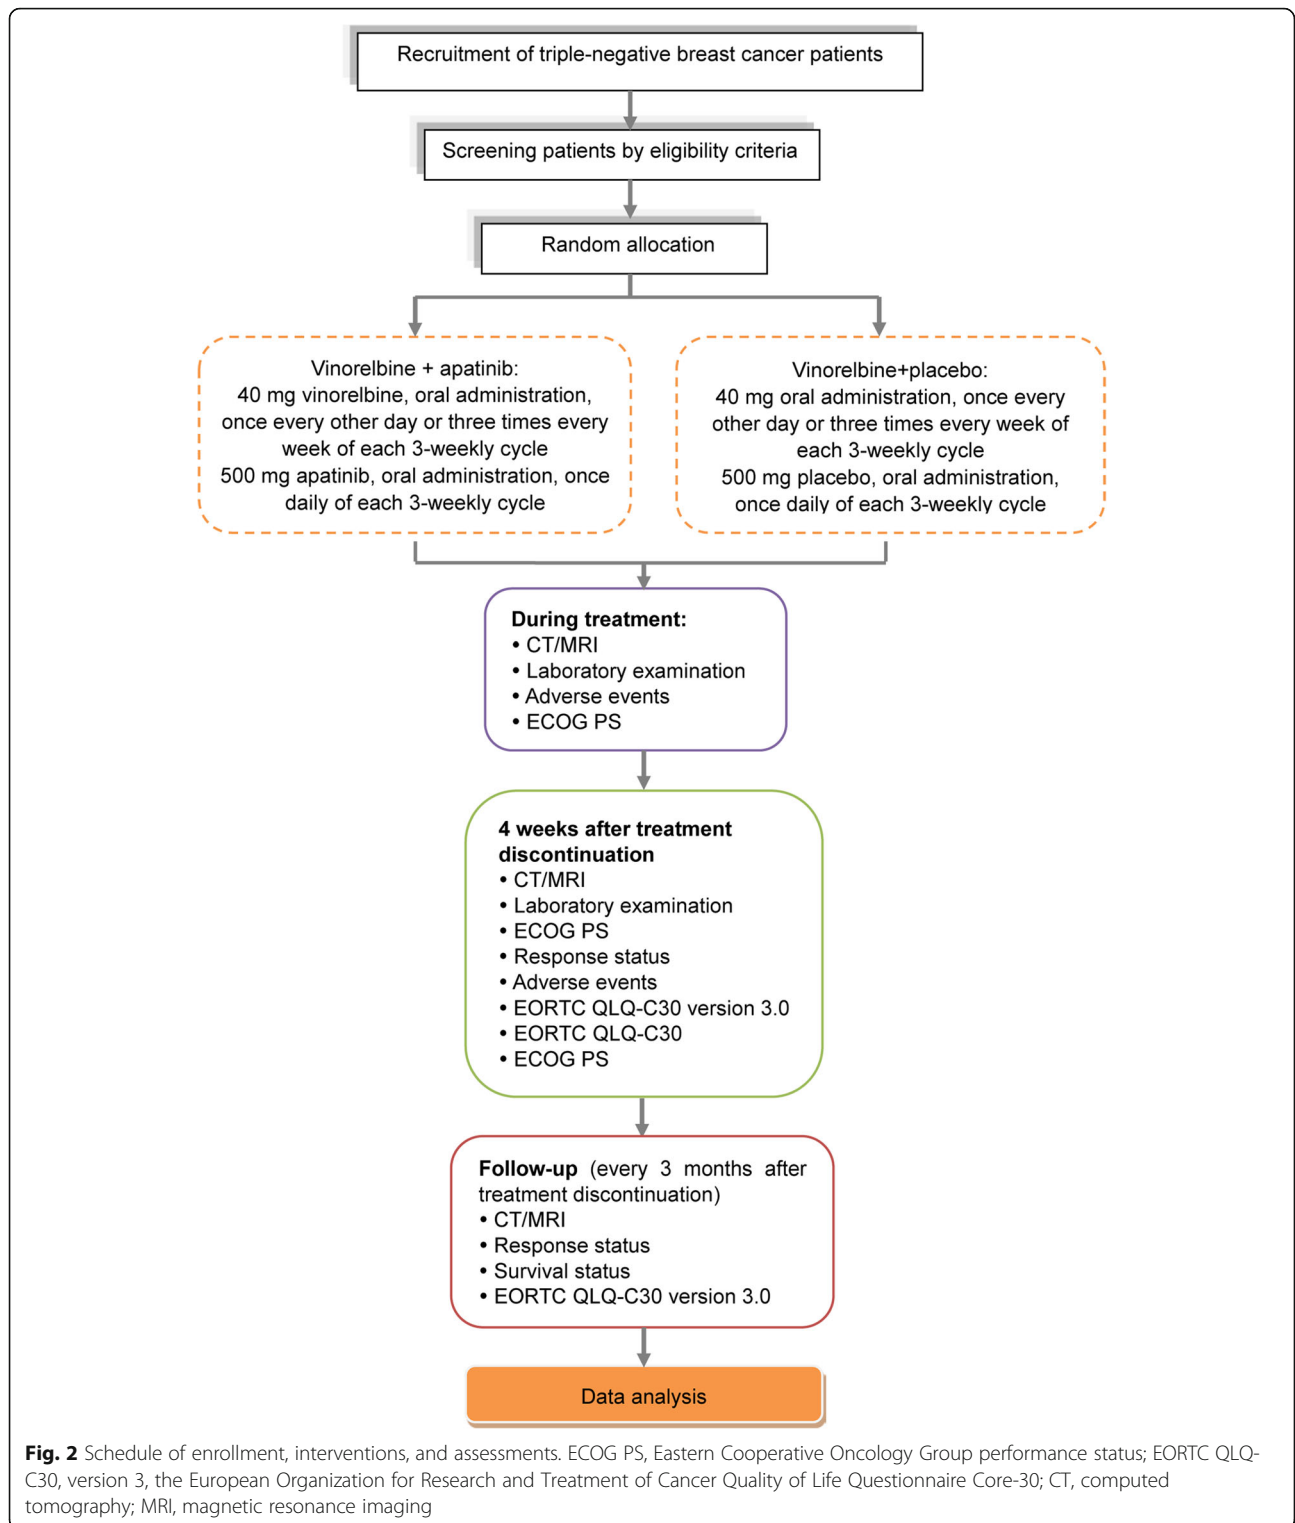 Recruitment of triple-negative breast cancer patients
Screening patients by eligibility criteria
Random allocation
Vinorelbine + apatinib:
40 mg vinorelbine, oral administration,
once every other day or three times every
week of each 3-weekly cycle
500 mg apatinib, oral administration, once
daily of each 3-weekly cycle
Vinorelbine+placebo:
40 mg oral administration, once every
other day or three times every week of
each 3-weekly cycle
500 mg placebo, oral administration,
once daily of each 3-weekly cycle
During treatment:
• CT/MRI
• Laboratory examination
• Adverse events
• ECOG PS
4 weeks after treatment
discontinuation
• CT/MRI
• Laboratory examination
• ECOG PS
• Response status
• Adverse events
• EORTC QLQ-C30 version 3.0
• EORTC QLQ-C30
• ECOG PS
Follow-up (every 3 months after
treatment discontinuation)
• CT/MRI
• Response status
• Survival status
• EORTC QLQ-C30 version 3.0
Data analysis
Fig. 2 Schedule of enrollment, interventions, and assessments. ECOG PS, Eastern Cooperative Oncology Group performance status; EORTC QLQ-
C30, version 3, the European Organization for Research and Treatment of Cancer Quality of Life Questionnaire Core-30; CT, computed
tomography; MRI, magnetic resonance imaging